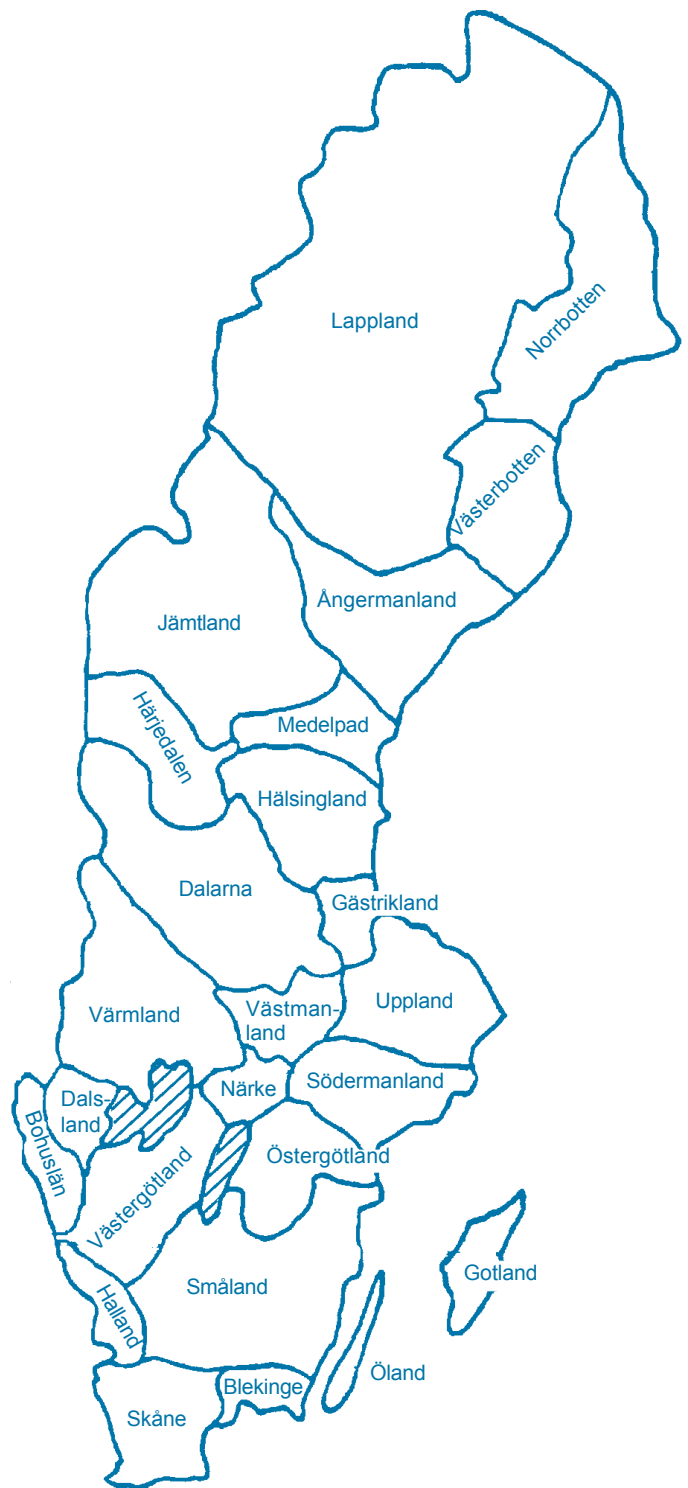 Lappland
Norrbotten
Västerbotten
Ångermanland
Jämtland
Härjedalen
Medelpad
Hälsingland
Dalarna
Gästrikland
Värmland
Västman-
land
Uppland
Dals-
land
Närke
Södermanland
Bohuslän
Västergötland
Östergötland
Gotland
Småland
Halland
Öland
Blekinge
Skåne